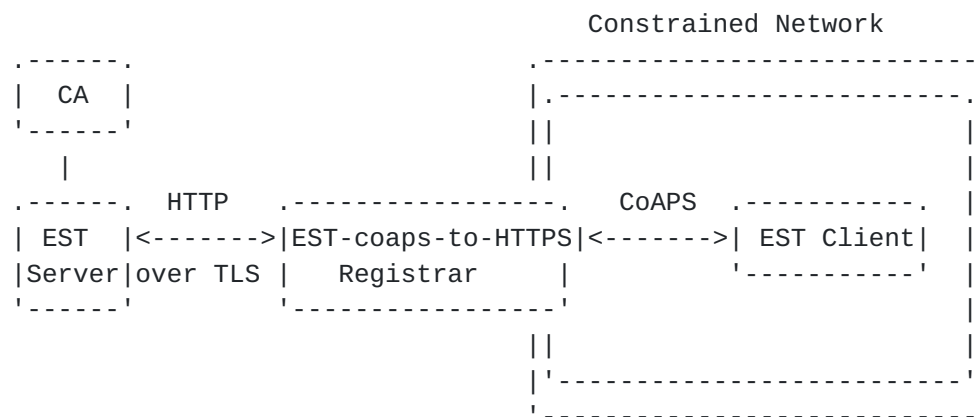 Constrained Network
.------.                         .----------------------------
|  CA  |                         |.--------------------------.
'------'                         ||                          |
   |                             ||                          |
.------.  HTTP   .-----------------.   CoAPS  .-----------.  |
| EST  |<------->|EST-coaps-to-HTTPS|<------->| EST Client|  |
|Server|over TLS |   Registrar     |          '-----------'  |
'------'         '-----------------'                         |
                                 ||                          |
                                 |'--------------------------'
                                 '----------------------------